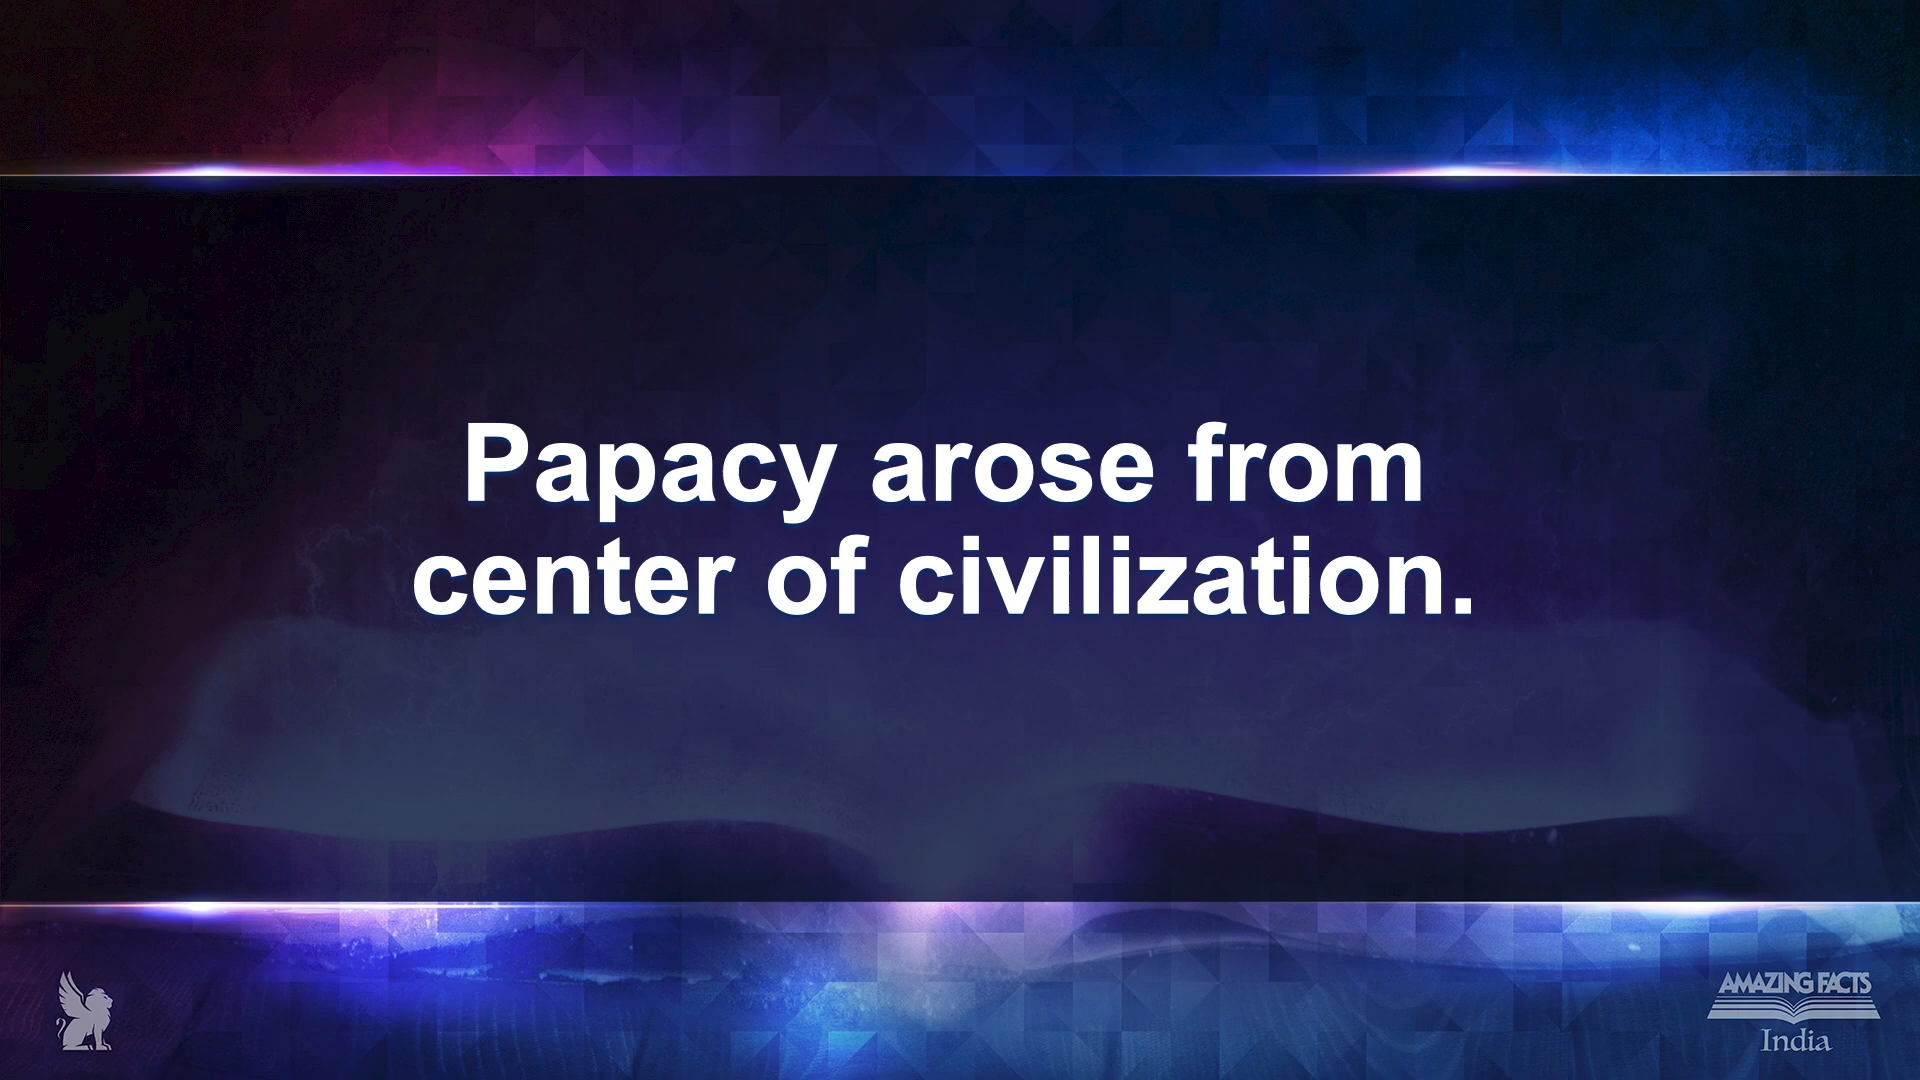 Papacy arose from
center of civilization.
AMAZING FACTS
India